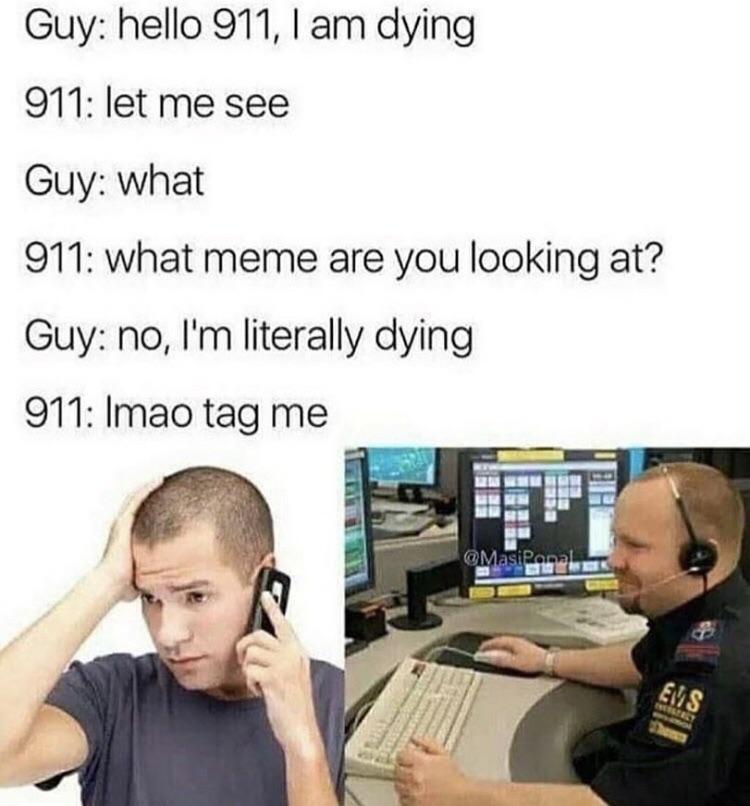 Guy: hello 911, I am dying
911: let me see
Guy: what
911: what meme are you looking at?
Guy: no, I'm literally dying
911: lmao tag me
@MasiPopal
EMS